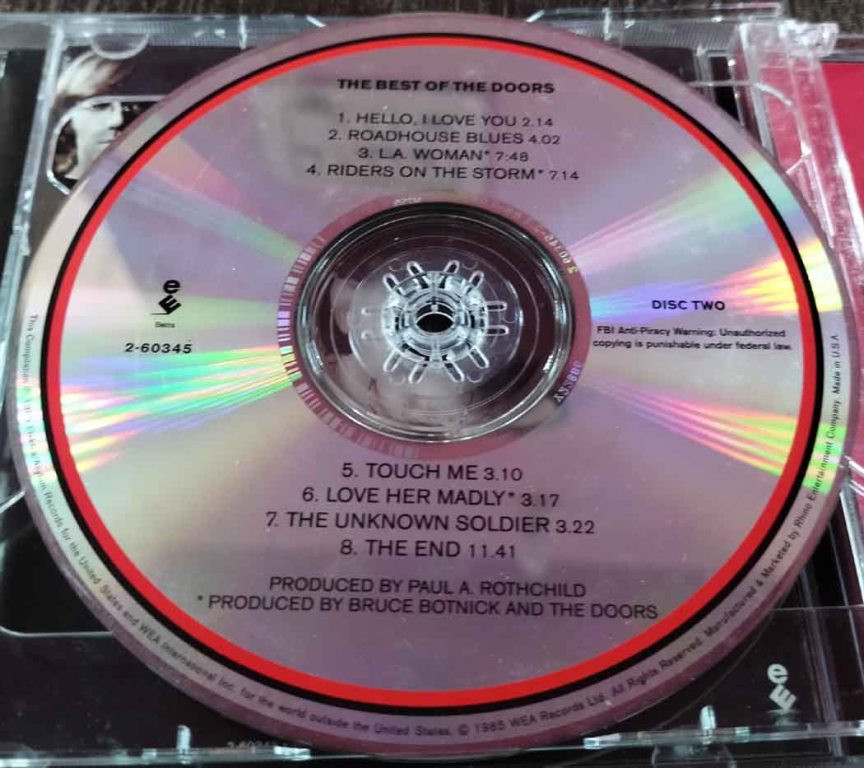 THE BEST OF THE DOORS
1. HELLO, I LOVE YOU 2.14
2. ROADHOUSE BLUES 4.02
3. L.A. WOMAN* 7:48
4. RIDERS ON THE STORM* 7.14
e
Elektra
2-60345
DISC TWO
FBI Anti-Piracy Warning: Unauthorized
copying is punishable under federal law.
5. TOUCH ME 3.10
6. LOVE HER MADLY* 3.17
7. THE UNKNOWN SOLDIER 3.22
8. THE END 11.41
PRODUCED BY PAUL A. ROTHCHILD
* PRODUCED BY BRUCE BOTNICK AND THE DOORS
This Compilation Records for the United States and WEA International Inc. for the world outside the United States. © 1985 WEA Records Ltd. All Rights Reserved. Manufactured & Marketed by Rhino Entertainment Company. Made in U.S.A.